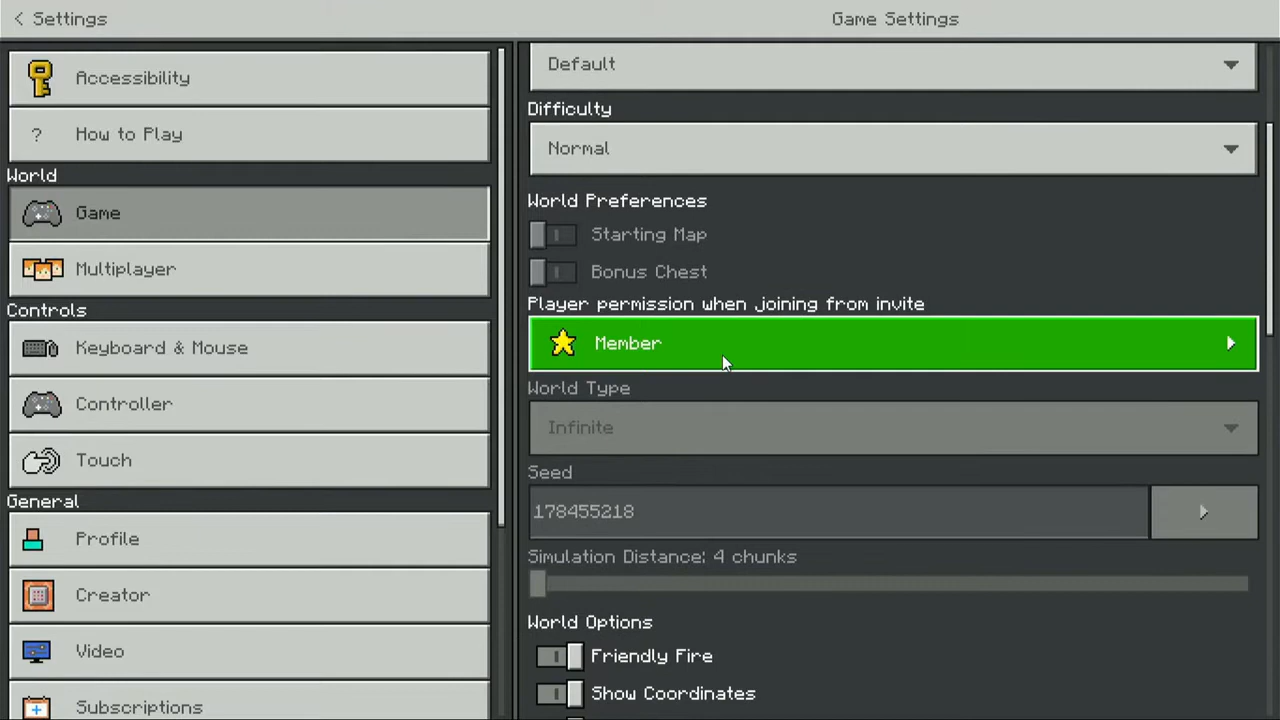 Settings
Game Settings
Accessibility
? How to Play
World
Game
Multiplayer
Controls
Keyboard & Mouse
Controller
Touch
General
Profile
Creator
Video
Subscriptions
Default
Difficulty
Normal
World Preferences
Starting Map
Bonus Chest
Player permission when joining from invite
Member
World Type
Infinite
Seed
178455218
Simulation Distance: 4 chunks
World Options
Friendly Fire
Show Coordinates